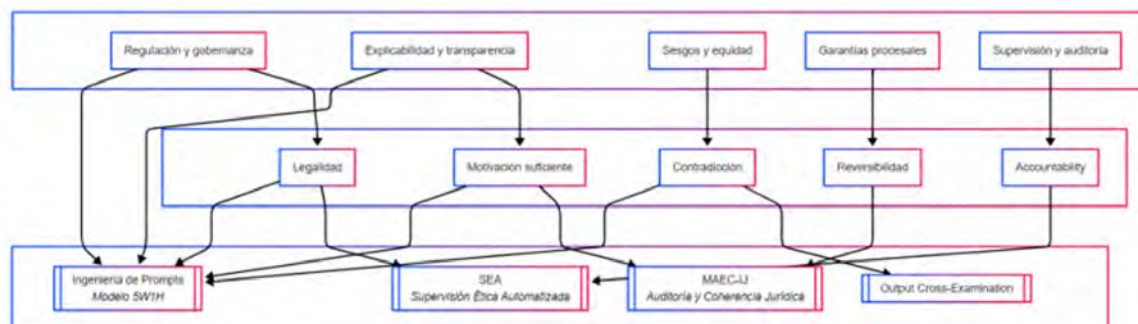 Regulación y gobernanza
Explicabilidad y transparencia
Sesgos y equidad
Garantías procesales
Supervisión y auditoría
Legalidad
Motivación suficiente
Contradicción
Reversibilidad
Accountability
Ingeniería de Prompts
Modelo 5W1H
SEA
Supervisión Ética Automatizada
MAEC-IJ
Auditoría y Coherencia Jurídica
Output Cross-Examination